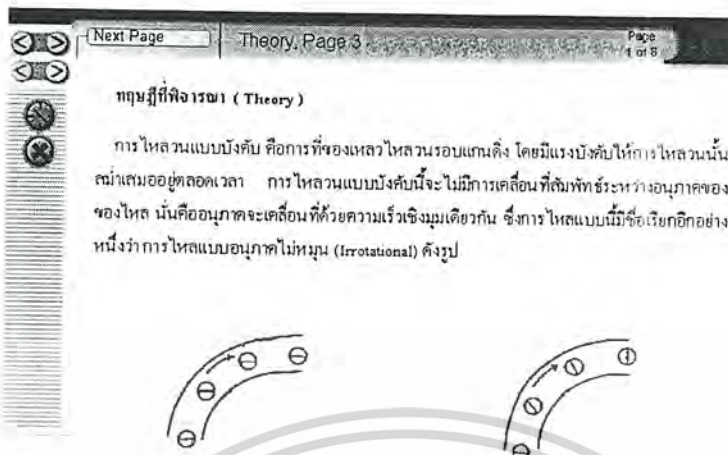 Next Page
Theory, Page 3
Page
1 of 8
ทฤษฎีที่พิจารณา ( Theory )
การไหลวนแบบบังคับ คือการที่ของเหลวไหลวนรอบแกนดิ่ง โดยมีแรงบังคับให้การไหลวนนั้น
สม่ำเสมออยู่ตลอดเวลา การไหลวนแบบบังคับนี้จะไม่มีการเคลื่อนที่สัมพัทธ์ระหว่างอนุภาคของ
ของไหล นั่นคืออนุภาคจะเคลื่อนที่ด้วยความเร็วเชิงมุมเดียวกัน ซึ่งการไหลแบบนี้มีชื่อเรียกอีกอย่าง
หนึ่งว่าการไหลแบบอนุภาคไม่หมุน (Irrotational) ดังรูป